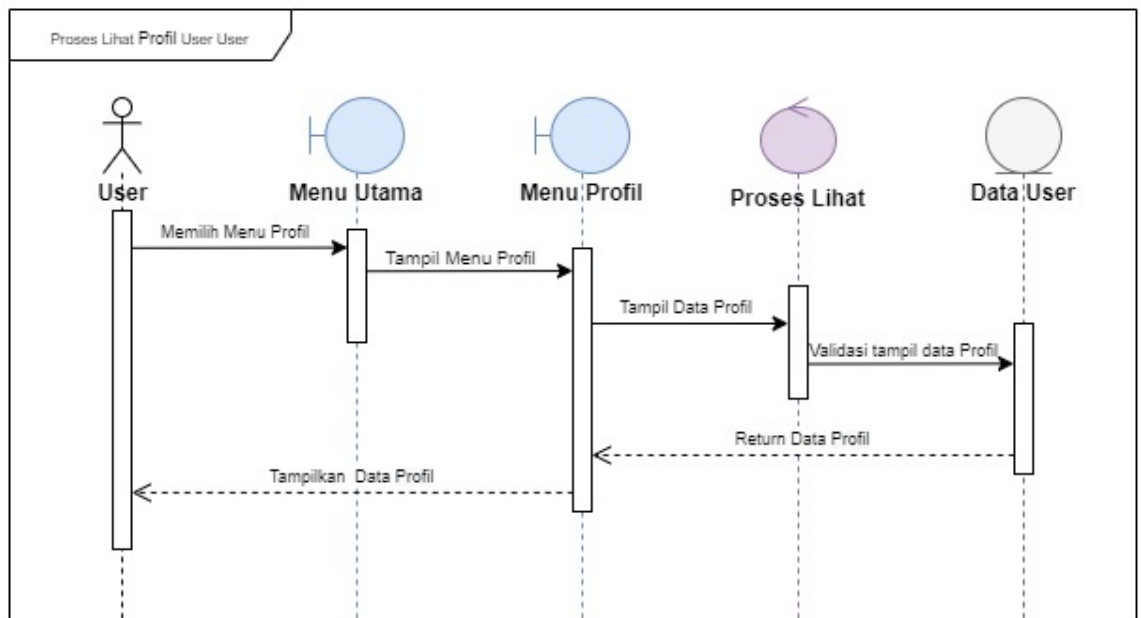 Proses Lihat Profil User User
User
Menu Utama
Menu Profil
Proses Lihat
Data User
Memilih Menu Profil
Tampil Menu Profil
Tampil Data Profil
Validasi tampil data Profil
Return Data Profil
Tampilkan Data Profil